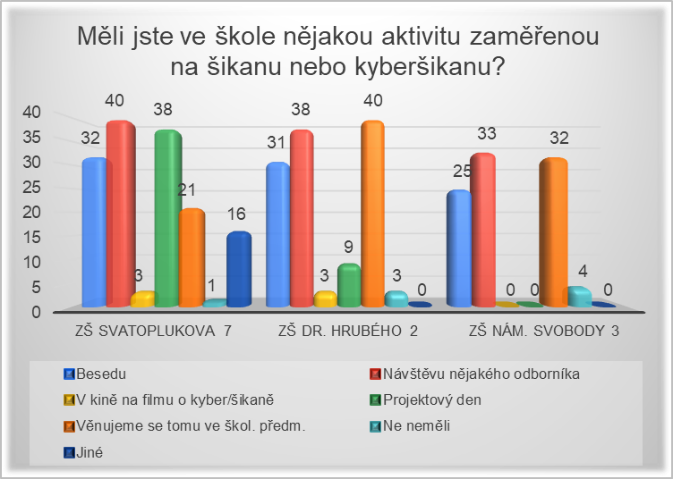 Měli jste ve škole nějakou aktivitu zaměřenou
na šikanu nebo kyberšikanu?
40
35
30
25
20
15
10
5
0
32 40 3 38 21 1 16
31 38 3 9 40 3 0
25 33 0 0 32 4 0
ZŠ SVATOPLUKOVA 7 ZŠ DR. HRUBÉHO 2 ZŠ NÁM. SVOBODY 3
Besedu Návštěvu nějakého odborníka
V kině na filmu o kyber/šikaně Projektový den
Věnujeme se tomu ve škol. předm. Ne neměli
Jiné